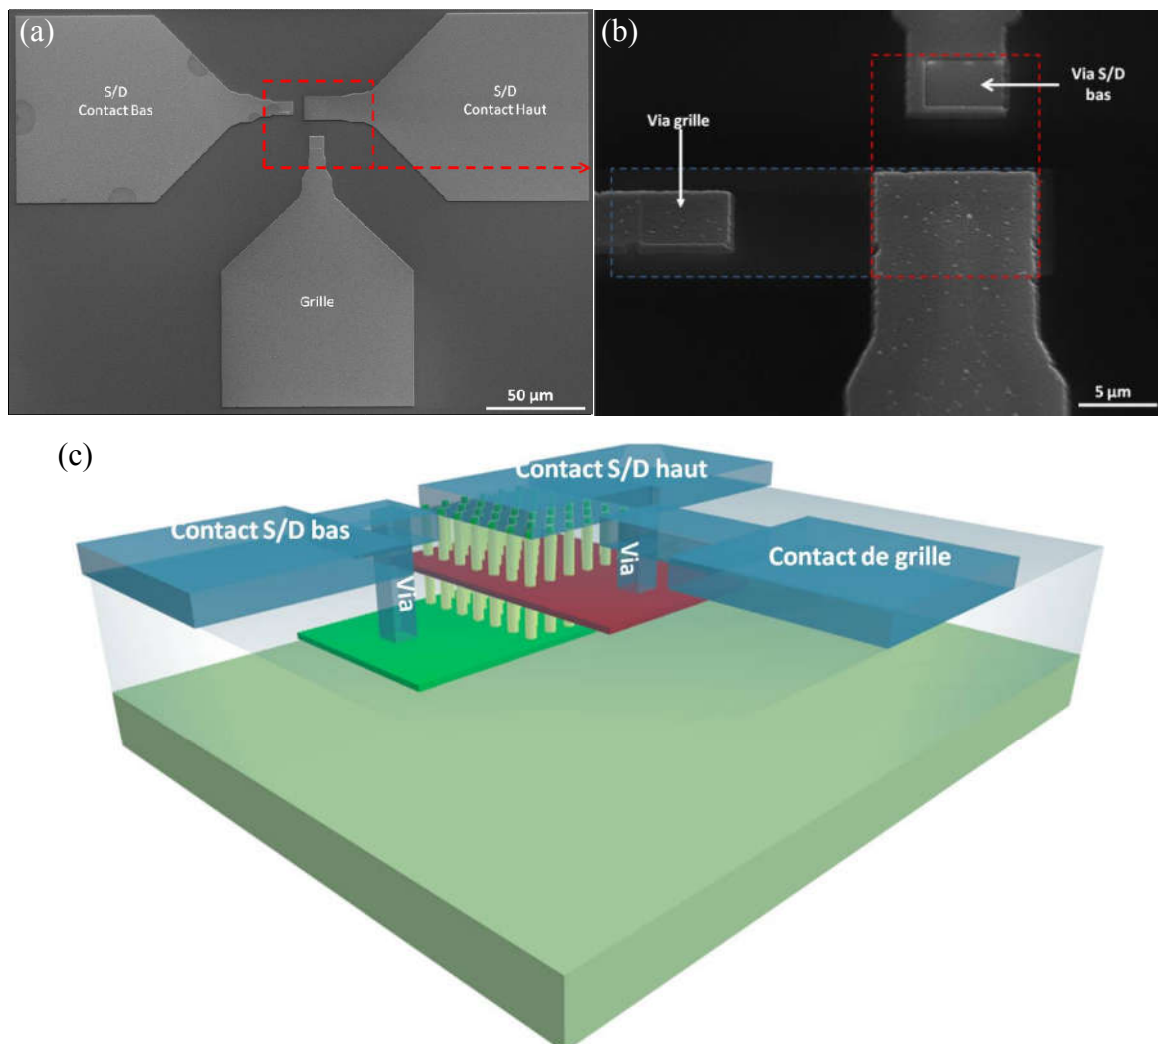 (a)
S/D
Contact Bas
S/D
Contact Haut
Grille
50 µm
(b)
Via S/D
bas
Via grille
5 µm
(c)
Contact S/D haut
Contact S/D bas
Via
Via
Contact de grille